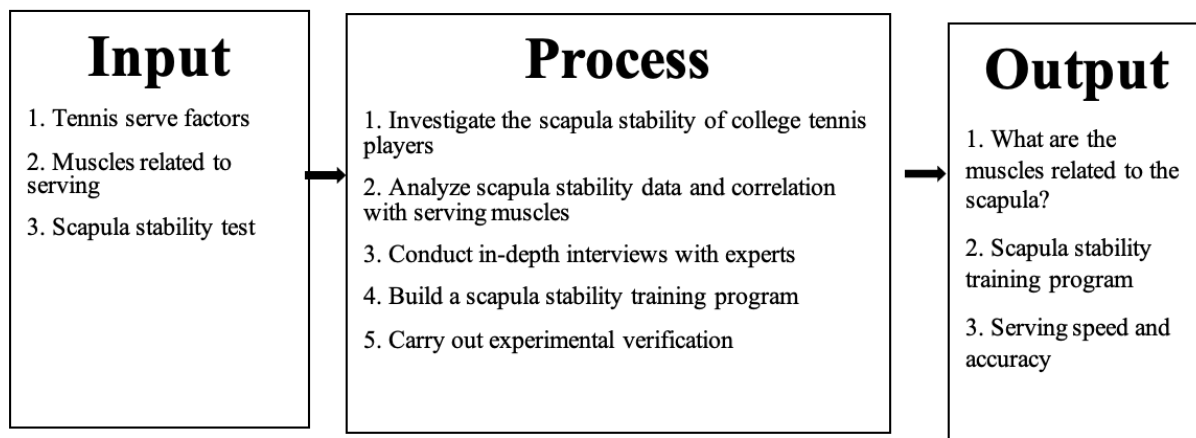 Input
1. Tennis serve factors
2. Muscles related to
serving
3. Scapula stability test
Process
1. Investigate the scapula stability of college tennis
players
2. Analyze scapula stability data and correlation
with serving muscles
3. Conduct in-depth interviews with experts
4. Build a scapula stability training program
5. Carry out experimental verification
Output
1. What are the
muscles related to the
scapula?
2. Scapula stability
training program
3. Serving speed and
accuracy